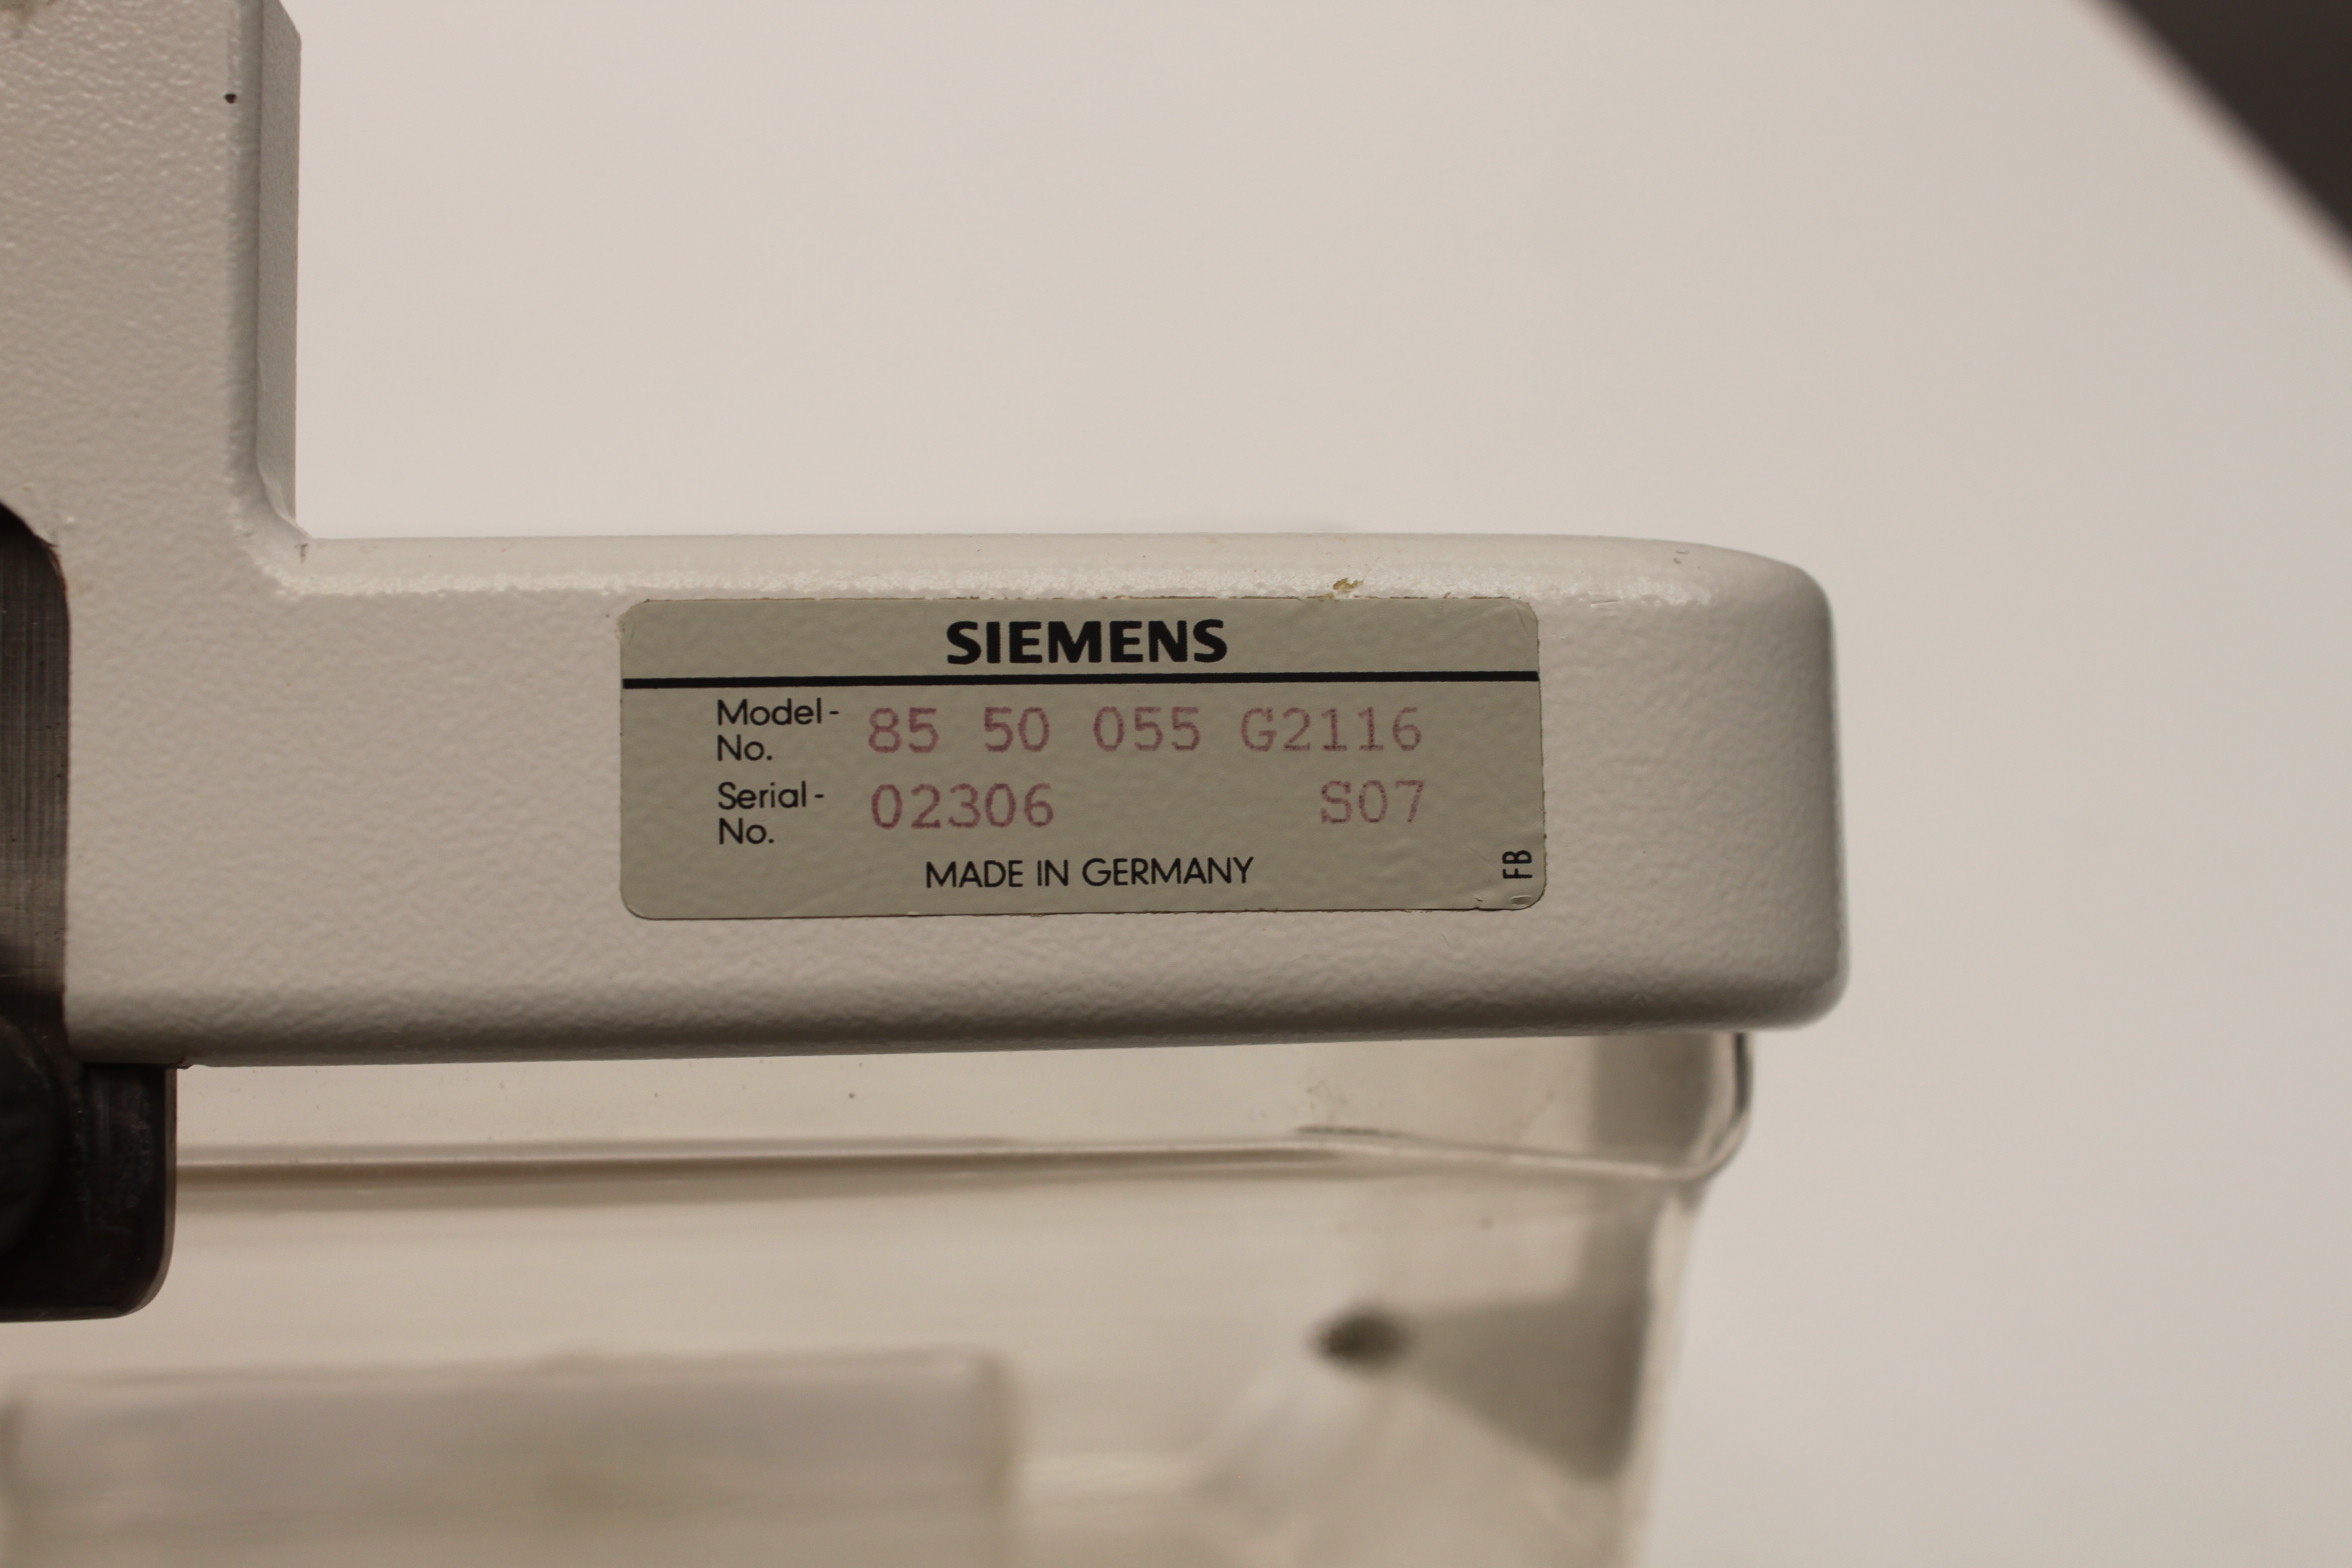 SIEMENS
Model-No. 85 50 055 G2116
Serial-No. 02306 S07
MADE IN GERMANY
FB